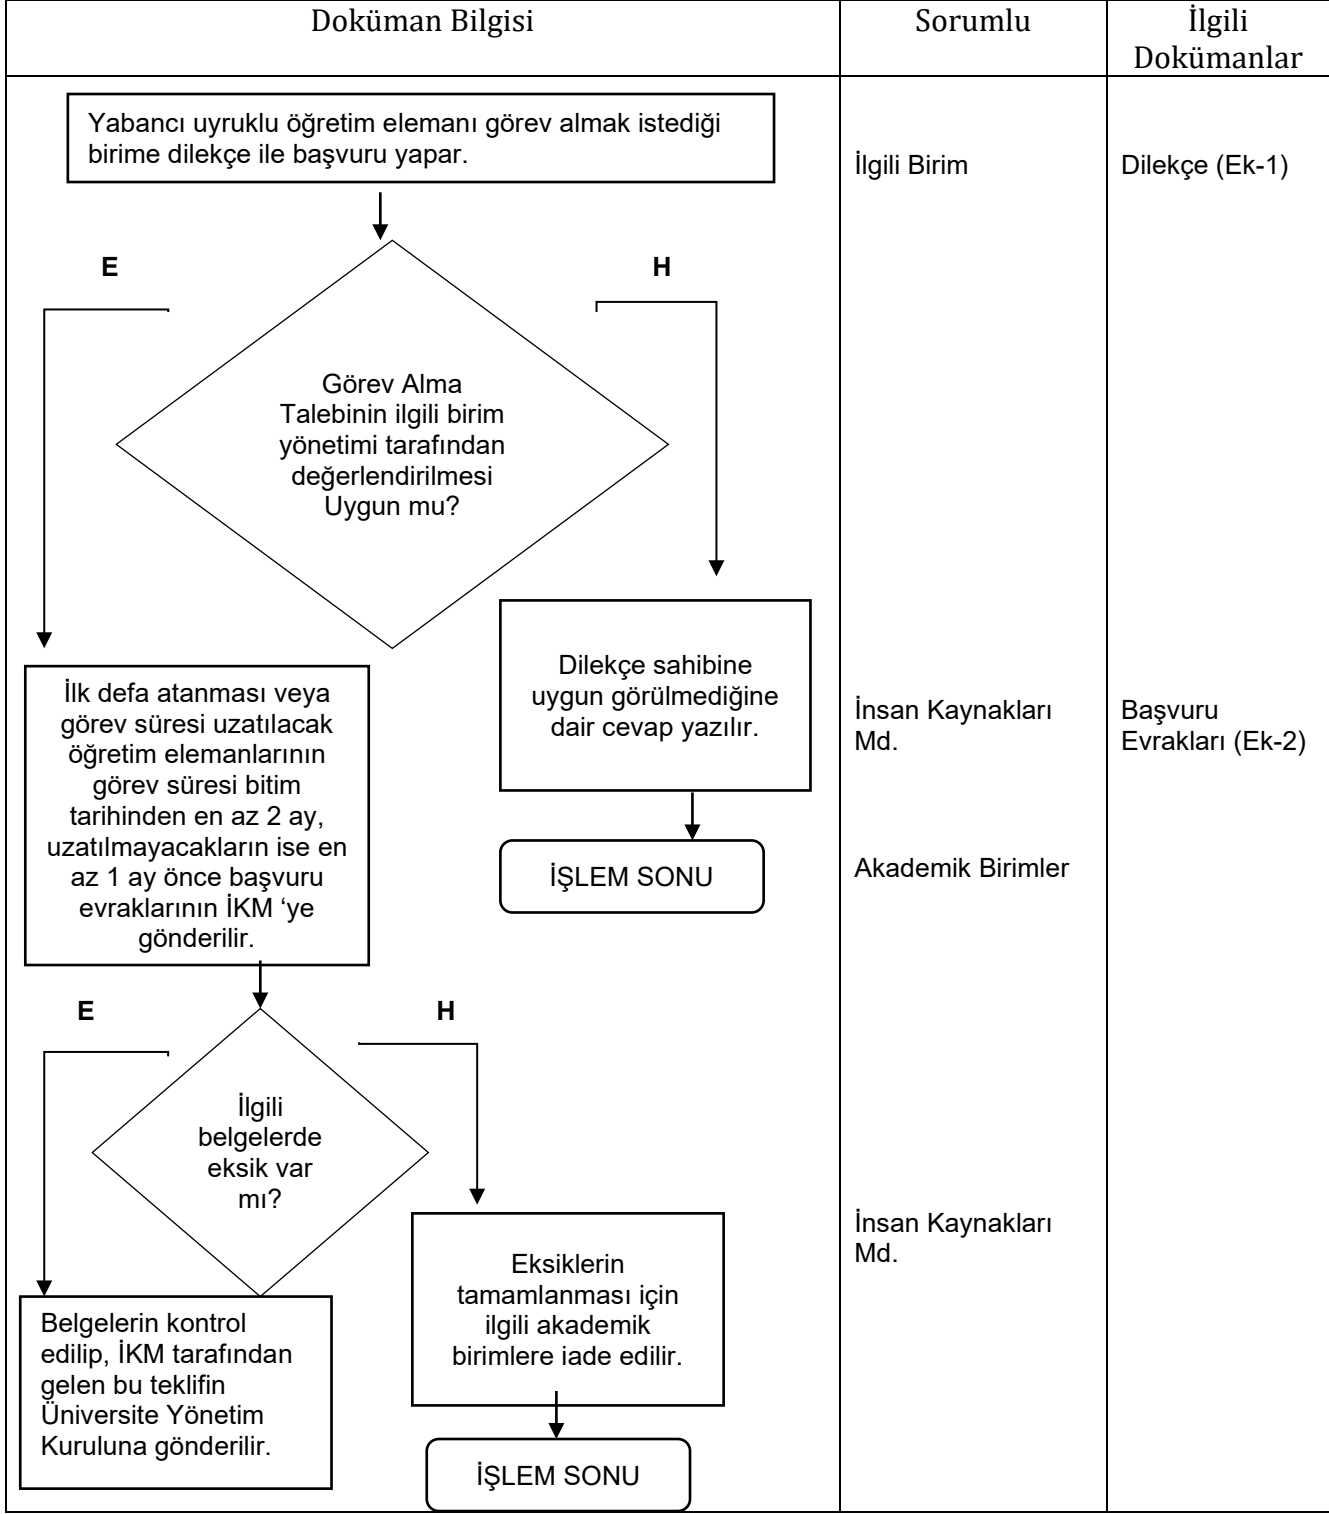 Doküman Bilgisi
Sorumlu
İlgili
Dokümanlar
Yabancı uyruklu öğretim elemanı görev almak istediği
birime dilekçe ile başvuru yapar.
İlgili Birim
Dilekçe (Ek-1)
E
H
Görev Alma
Talebinin ilgili birim
yönetimi tarafından
değerlendirilmesi
Uygun mu?
Dilekçe sahibine
uygun görülmediğine
dair cevap yazılır.
İŞLEM SONU
İlk defa atanması veya
görev süresi uzatılacak
öğretim elemanlarının
görev süresi bitim
tarihinden en az 2 ay,
uzatılmayacakların ise en
az 1 ay önce başvuru
evraklarının İKM ‘ye
gönderilir.
İnsan Kaynakları
Md.
Başvuru
Evrakları (Ek-2)
Akademik Birimler
E
H
İlgili
belgelerde
eksik var
mı?
Eksiklerin
tamamlanması için
ilgili akademik
birimlere iade edilir.
İnsan Kaynakları
Md.
Belgelerin kontrol
edilip, İKM tarafından
gelen bu teklifin
Üniversite Yönetim
Kuruluna gönderilir.
İŞLEM SONU